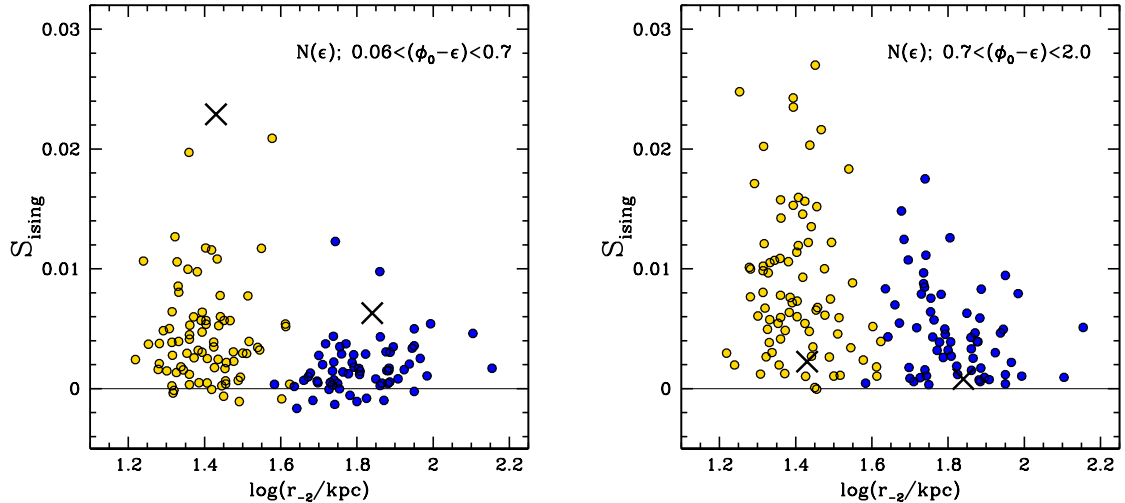 N(ϵ); 0.06<(ϕ₀−ϵ)<0.7
0.03
0.02
0.01
0
S_ising
1.2 1.4 1.6 1.8 2 2.2
log(r₋₂/kpc)
N(ϵ); 0.7<(ϕ₀−ϵ)<2.0
0.03
0.02
0.01
0
S_ising
1.2 1.4 1.6 1.8 2 2.2
log(r₋₂/kpc)